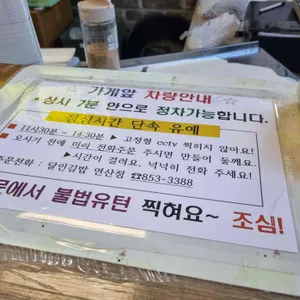 ☆ 가게앞 차량안내 ☆
• 상시 7분 안으로 정차가능합니다.
점심시간 단속 유예
• 11시30분 ~ 14:30분 ▶ 고정형 cctv 찍히지 않아요!
오시기 전에 미리 전화주문 주시면 만들어 둘께요.
▶시간이 걸려요. 넉넉히 전화 주세요!
주문전화 : 달인김밥 연산점 ☎853-3388
에서 불법유턴 찍혀요~ 조심!